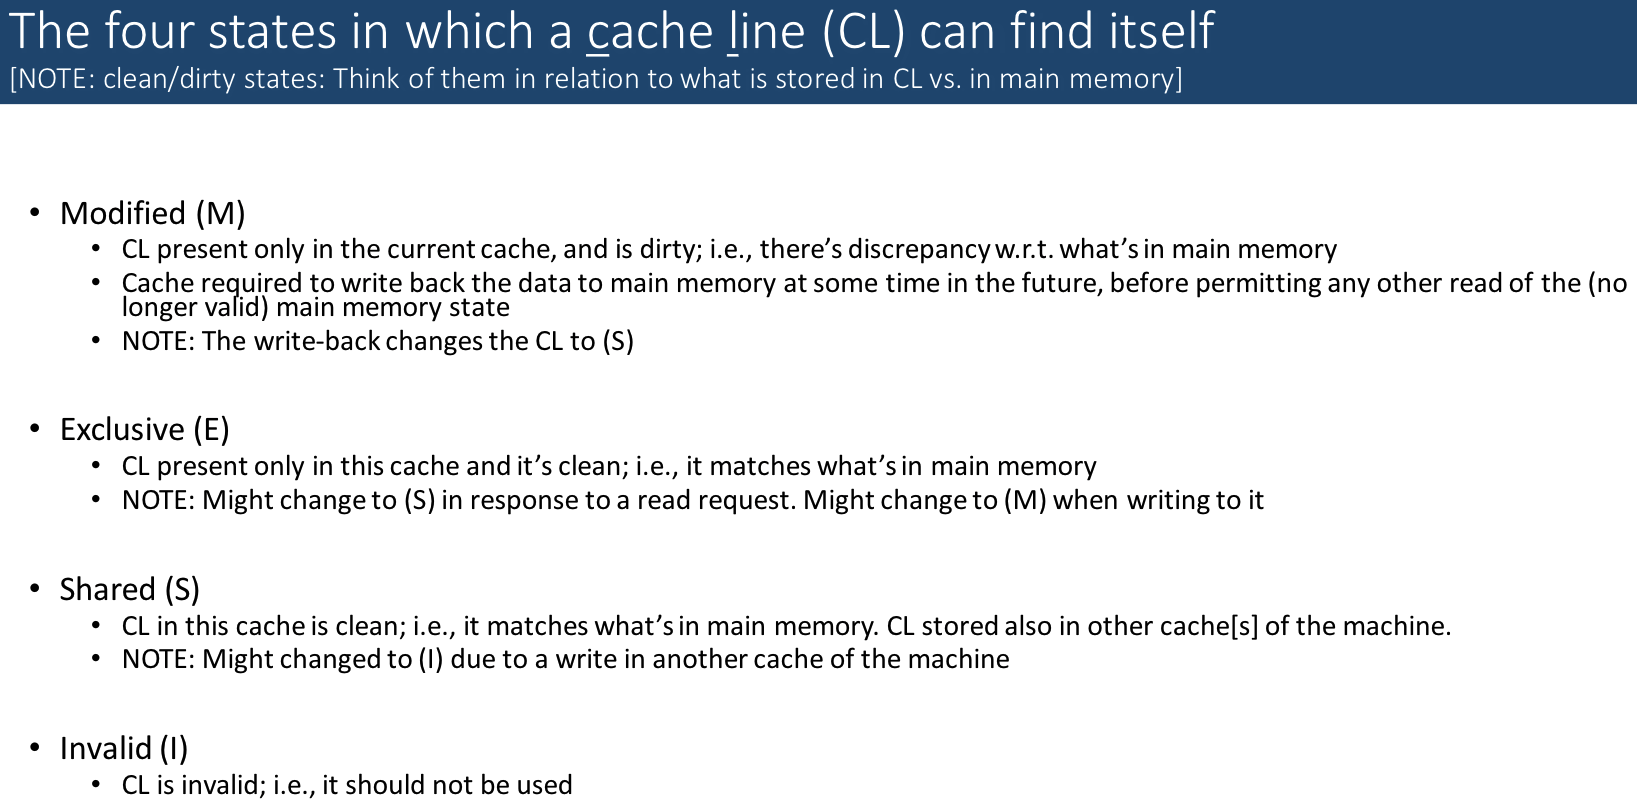 The four states in which a cache line (CL) can find itself
[NOTE: clean/dirty states: Think of them in relation to what is stored in CL vs. in main memory]
• Modified (M)
• CL present only in the current cache, and is dirty; i.e., there’s discrepancy w.r.t. what’s in main memory
• Cache required to write back the data to main memory at some time in the future, before permitting any other read of the (no
longer valid) main memory state
• NOTE: The write-back changes the CL to (S)
• Exclusive (E)
• CL present only in this cache and it’s clean; i.e., it matches what’s in main memory
• NOTE: Might change to (S) in response to a read request. Might change to (M) when writing to it
• Shared (S)
• CL in this cache is clean; i.e., it matches what’s in main memory. CL stored also in other cache[s] of the machine.
• NOTE: Might changed to (I) due to a write in another cache of the machine
• Invalid (I)
• CL is invalid; i.e., it should not be used